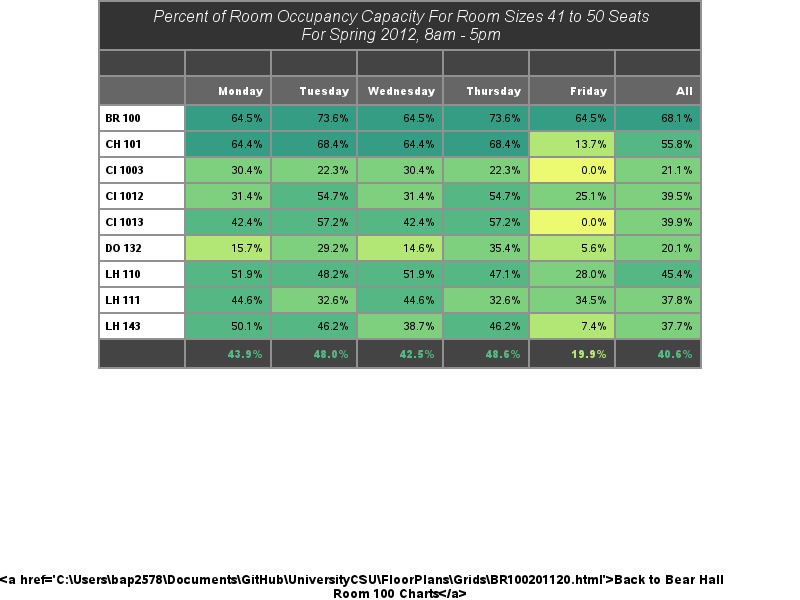 Percent of Room Occupancy Capacity For Room Sizes 41 to 50 Seats
For Spring 2012, 8am - 5pm
Monday Tuesday Wednesday Thursday Friday All
BR 100 64.5% 73.6% 64.5% 73.6% 64.5% 68.1%
CH 101 64.4% 68.4% 64.4% 68.4% 13.7% 55.8%
CI 1003 30.4% 22.3% 30.4% 22.3% 0.0% 21.1%
CI 1012 31.4% 54.7% 31.4% 54.7% 25.1% 39.5%
CI 1013 42.4% 57.2% 42.4% 57.2% 0.0% 39.9%
DO 132 15.7% 29.2% 14.6% 35.4% 5.6% 20.1%
LH 110 51.9% 48.2% 51.9% 47.1% 28.0% 45.4%
LH 111 44.6% 32.6% 44.6% 32.6% 34.5% 37.8%
LH 143 50.1% 46.2% 38.7% 46.2% 7.4% 37.7%
43.9% 48.0% 42.5% 48.6% 19.9% 40.6%
<a href='C:\Users\bap2578\Documents\GitHub\UniversityCSU\FloorPlans\Grids\BR100201120.html'>Back to Bear Hall
Room 100 Charts</a>